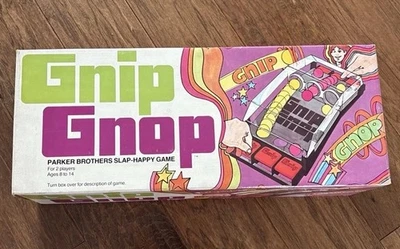 Gnip
Gnop
PARKER BROTHERS SLAP-HAPPY GAME
For 2 players
Ages 6 to 14
Turn box over for description of game.
GNIP
GNOP